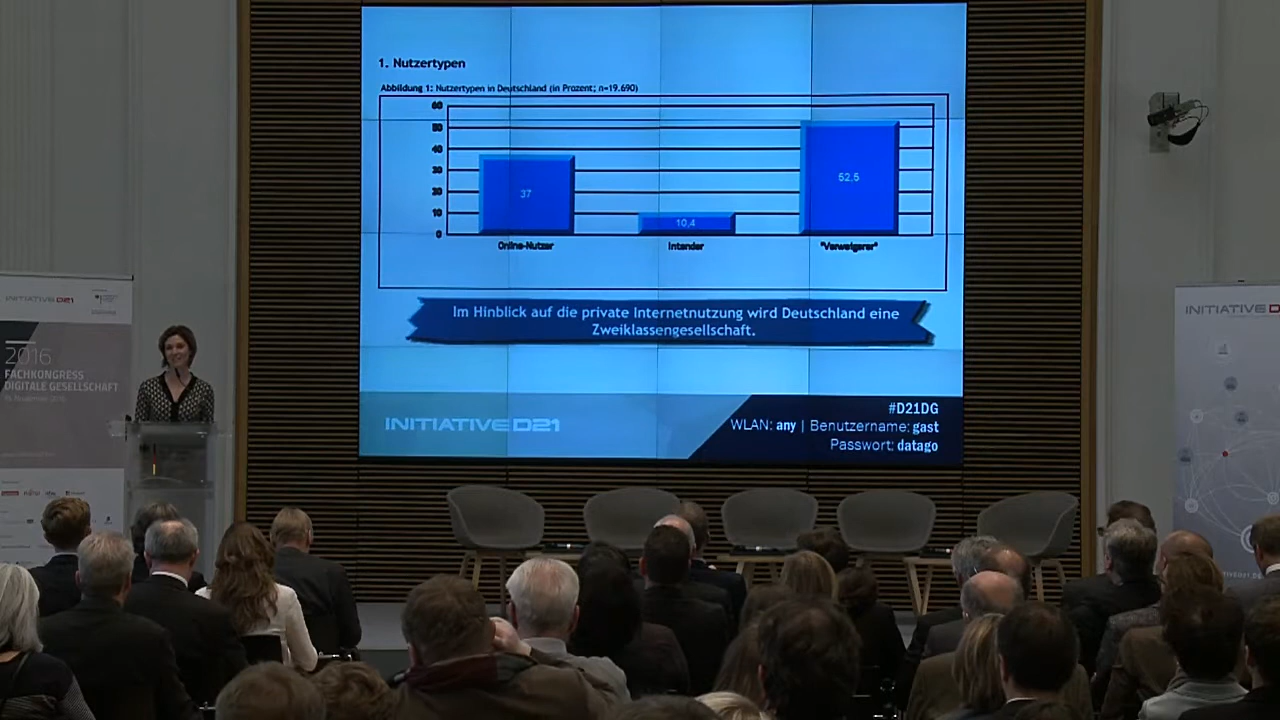 1. Nutzertypen
Abbildung 1: Nutzertypen in Deutschland (in Prozent; n=19.690)
60
50
40
30
20
10
0
37
10,4
52,5
Online-Nutzer
Intender
"Verweigerer"
Im Hinblick auf die private Internetnutzung wird Deutschland eine
Zweiklassengesellschaft.
INITIATIVE D21
#D21DG
WLAN: any | Benutzername: gast
Passwort: datago
INITIATIVE D21
2016
FACHKONGRESS
DIGITALE GESELLSCHAFT
INITIATIVE D